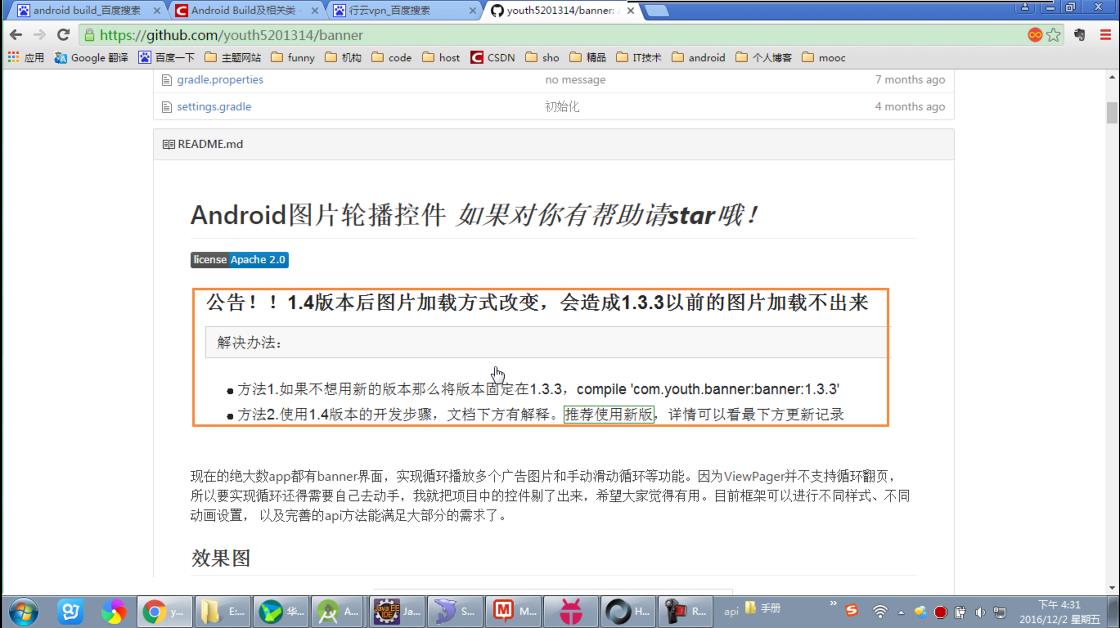 android build_百度搜索
Android Build及相关类
行云vpn_百度搜索
youth5201314/banner:
https://github.com/youth5201314/banner
应用 Google 翻译 百度一下 主题网站 funny 机构 code host CSDN sho 精品 IT技术 android 个人博客 mooc
gradle.properties no message 7 months ago
settings.gradle 初始化 4 months ago
README.md
Android图片轮播控件 如果对你有帮助请star哦！
license Apache 2.0
公告！！1.4版本后图片加载方式改变，会造成1.3.3以前的图片加载不出来
解决办法：
方法1.如果不想用新的版本那么将版本固定在1.3.3，compile 'com.youth.banner:banner:1.3.3'
方法2.使用1.4版本的开发步骤，文档下方有解释。推荐使用新版，详情可以看最下方更新记录
现在的绝大数app都有banner界面，实现循环播放多个广告图片和手动滑动循环等功能。因为ViewPager并不支持循环翻页，
所以要实现循环还得需要自己去动手，我就把项目中的控件剔了出来，希望大家觉得有用。目前框架可以进行不同样式、不同
动画设置， 以及完善的api方法能满足大部分的需求了。
效果图
y... E:... 华... A... Ja... S... M... H... R... api 手册
下午 4:31
2016/12/2 星期五